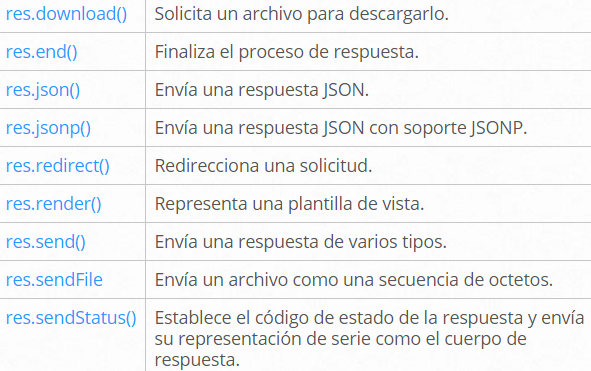 res.download() Solicita un archivo para descargarlo.
res.end() Finaliza el proceso de respuesta.
res.json() Envía una respuesta JSON.
res.jsonp() Envía una respuesta JSON con soporte JSONP.
res.redirect() Redirecciona una solicitud.
res.render() Representa una plantilla de vista.
res.send() Envía una respuesta de varios tipos.
res.sendFile Envía un archivo como una secuencia de octetos.
res.sendStatus() Establece el código de estado de la respuesta y envía
su representación de serie como el cuerpo de
respuesta.